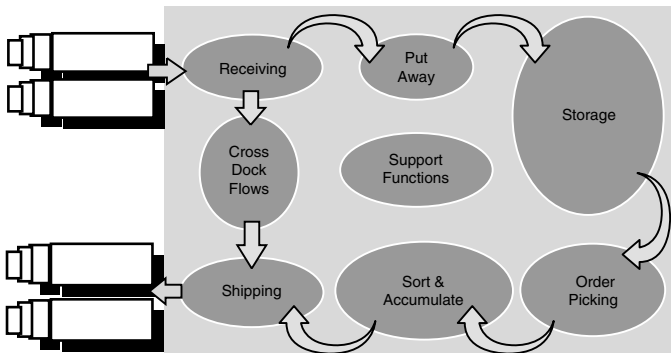 Receiving
Put
Away
Storage
Cross
Dock
Flows
Support
Functions
Shipping
Sort &
Accumulate
Order
Picking